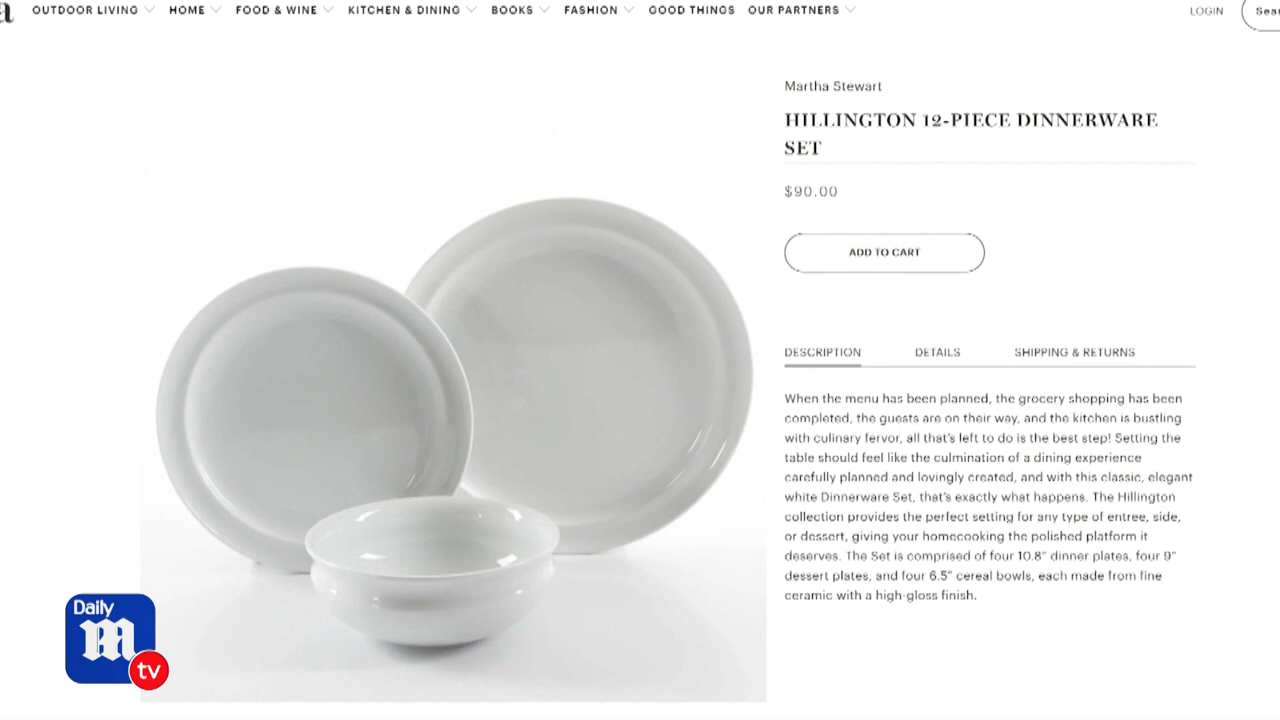 a OUTDOOR LIVING HOME FOOD & WINE KITCHEN & DINING BOOKS FASHION GOOD THINGS OUR PARTNERS LOGIN
Martha Stewart
HILLINGTON 12-PIECE DINNERWARE
SET
$90.00
ADD TO CART
DESCRIPTION DETAILS SHIPPING & RETURNS
When the menu has been planned, the grocery shopping has been
completed, the guests are on their way, and the kitchen is bustling
with culinary fervor, all that's left to do is the best step! Setting the
table should feel like the culmination of a dining experience
carefully planned and lovingly created, and with this classic, elegant
white Dinnerware Set, that's exactly what happens. The Hillington
collection provides the perfect setting for any type of entree, side,
or dessert, giving your homecooking the polished platform it
deserves. The Set is comprised of four 10.8" dinner plates, four 9"
dessert plates, and four 6.5" cereal bowls, each made from fine
ceramic with a high-gloss finish.
Daily
M
tv